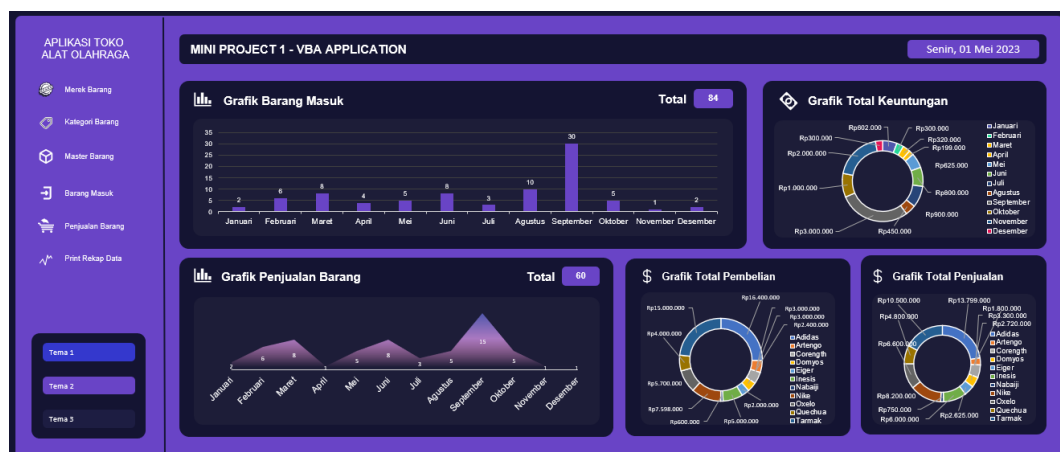 APLIKASI TOKO
ALAT OLAHRAGA
Merek Barang
Kategori Barang
Master Barang
Barang Masuk
Penjualan Barang
Print Rekap Data
Tema 1
Tema 2
Tema 3
MINI PROJECT 1 - VBA APPLICATION
Senin, 01 Mei 2023
Grafik Barang Masuk
Total 84
35
30
25
20
15
10
5
0
2 6 8 4 5 8 3 10 30 5 1 2
Januari Februari Maret April Mei Juni Juli Agustus September Oktober November Desember
Grafik Total Keuntungan
Rp602.000
Rp300.000
Rp320.000
Rp199.000
Rp625.000
Rp800.000
Rp900.000
Rp450.000
Rp3.000.000
Rp1.000.000
Rp2.000.000
Rp300.000
Januari
Februari
Maret
April
Mei
Juni
Juli
Agustus
September
Oktober
November
Desember
Grafik Penjualan Barang
Total 60
6 8 5 8 3 5 15 5 1
Januari Februari Maret April Mei Juni Juli Agustus September Oktober November Desember
Grafik Total Pembelian
Rp16.400.000
Rp3.000.000
Rp3.000.000
Rp2.400.000
Rp2.000.000
Rp5.000.000
Rp600.000
Rp7.598.000
Rp5.700.000
Rp4.000.000
Rp15.000.000
Adidas
Artengo
Corength
Domyos
Eiger
Inesis
Nabaiji
Nike
Oxelo
Quechua
Tarmak
Grafik Total Penjualan
Rp13.799.000
Rp1.800.000
Rp2.720.000
Rp2.625.000
Rp6.000.000
Rp750.000
Rp8.200.000
Rp6.600.000
Rp4.800.000
Rp10.500.000
Adidas
Artengo
Corength
Domyos
Eiger
Inesis
Nabaiji
Nike
Oxelo
Quechua
Tarmak